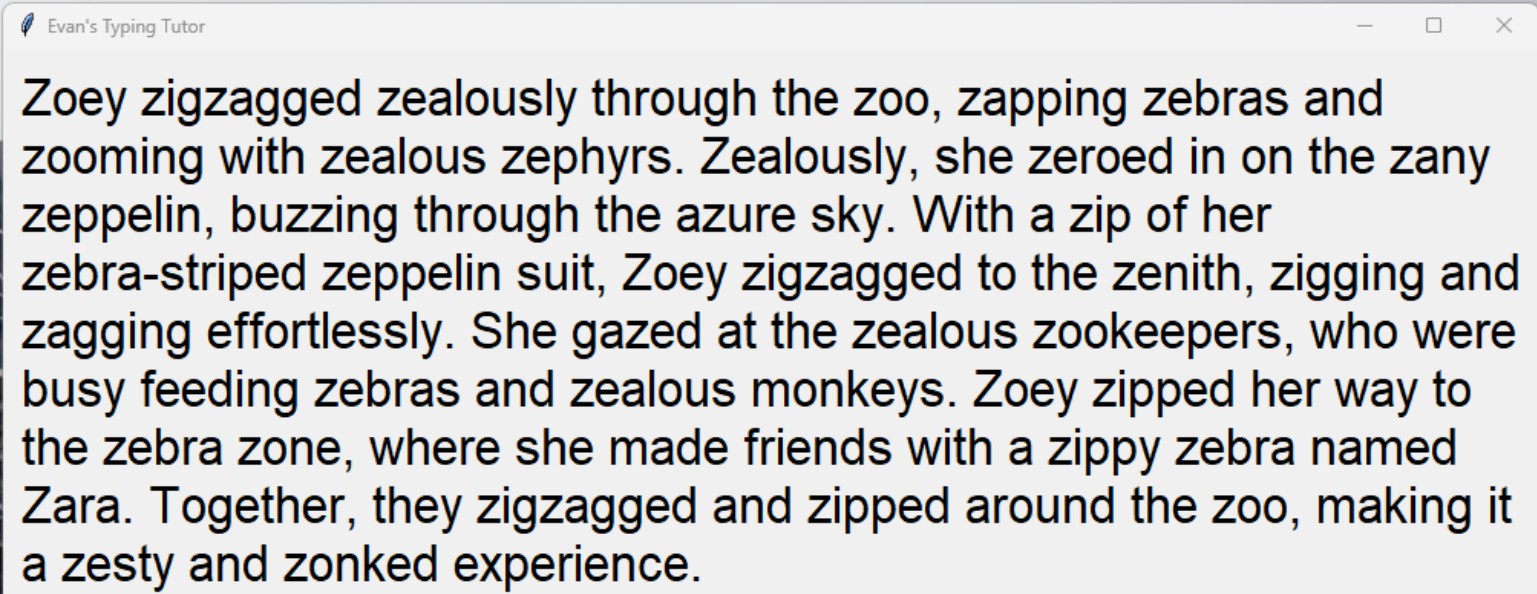 Evan's Typing Tutor
Zoey zigzagged zealously through the zoo, zapping zebras and
zooming with zealous zephyrs. Zealously, she zeroed in on the zany
zeppelin, buzzing through the azure sky. With a zip of her
zebra-striped zeppelin suit, Zoey zigzagged to the zenith, zigging and
zagging effortlessly. She gazed at the zealous zookeepers, who were
busy feeding zebras and zealous monkeys. Zoey zipped her way to
the zebra zone, where she made friends with a zippy zebra named
Zara. Together, they zigzagged and zipped around the zoo, making it
a zesty and zonked experience.